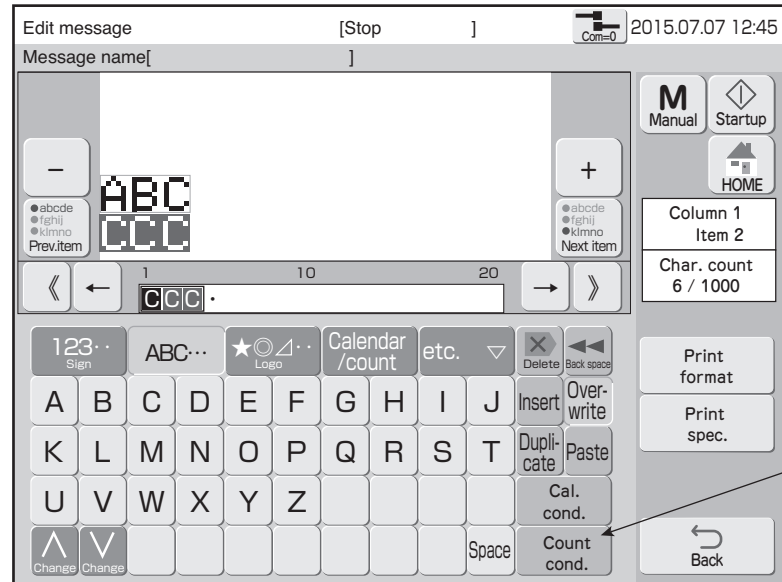 Edit message [Stop ] Com=0 2015.07.07 12:45
Message name[ ]
M
Manual
Startup
HOME
−
+
ABC
CCC
●abcde
●fghij
●klmno
Prev.item
●abcde
●fghij
●klmno
Next item
Column 1
Item 2
Char. count
6 / 1000
《 ← 1 10 20 → 》
CCC・
123‥
Sign
ABC…
★◎⊿‥
Logo
Calendar
/count
etc. ▽
Delete
Back space
A B C D E F G H I J Insert Over-
write
K L M N O P Q R S T Dupli-
cate Paste
U V W X Y Z Cal.
cond.
Change Change Space Count
cond.
Print
format
Print
spec.
Back